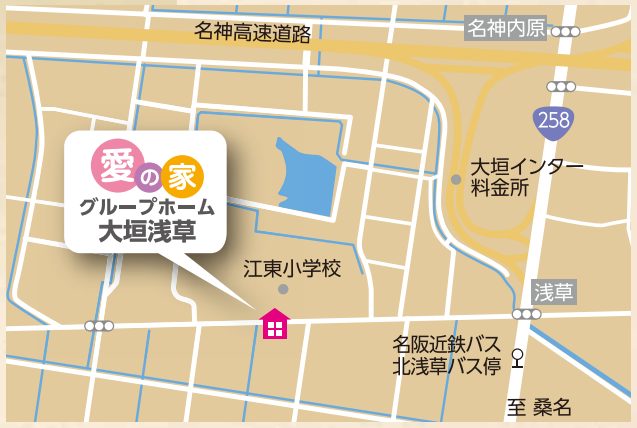 名神高速道路
名神内原
258
大垣インター
料金所
愛の家
グループホーム
大垣浅草
江東小学校
浅草
名阪近鉄バス
北浅草バス停
至 桑名